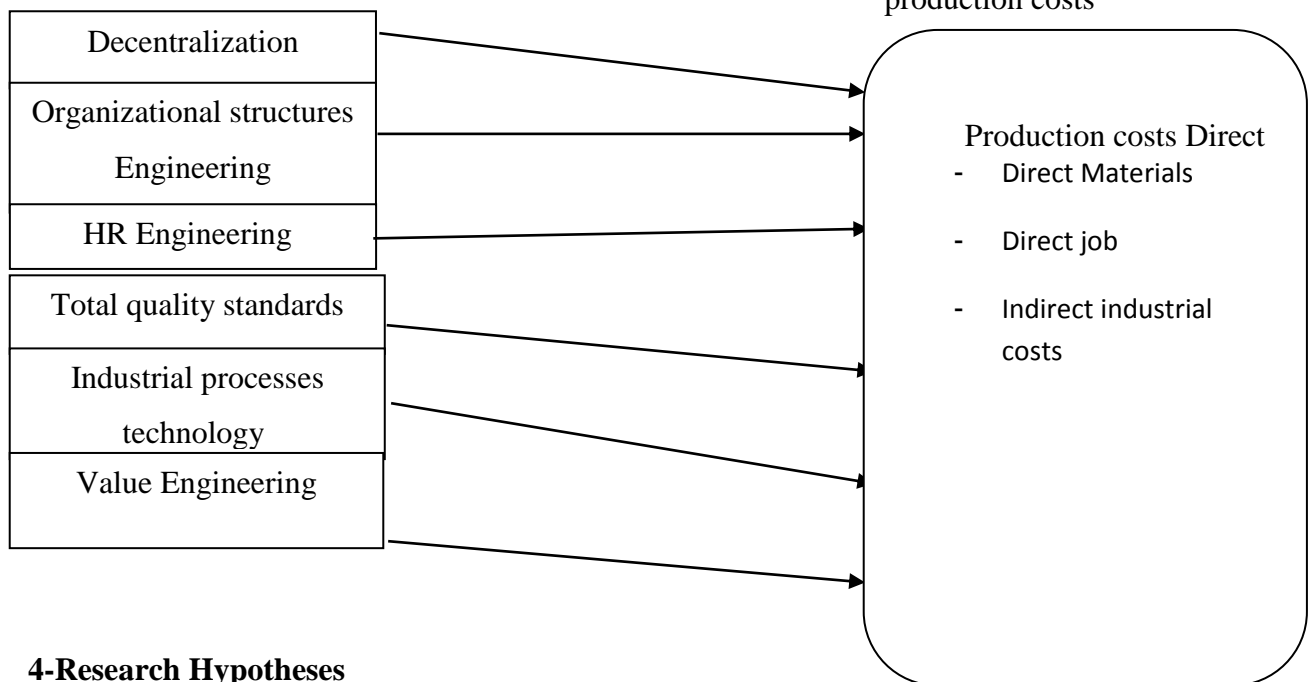 production costs
Decentralization
Organizational structures
Engineering
HR Engineering
Total quality standards
Industrial processes
technology
Value Engineering
Production costs Direct
- Direct Materials
- Direct job
- Indirect industrial
costs
4-Research Hypotheses